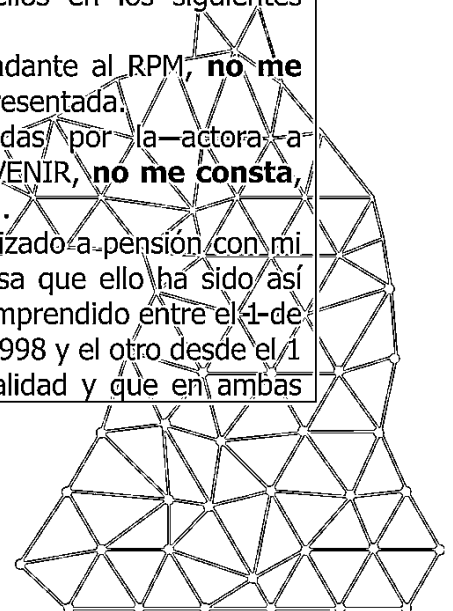 ellos en los siguientes
ndante al RPM, no me
resentada.
das por la actora a
VENIR, no me consta,
.
izado a pensión con mi
sa que ello ha sido así
mprendido entre el 1 de
998 y el otro desde el 1
alidad y que en ambas